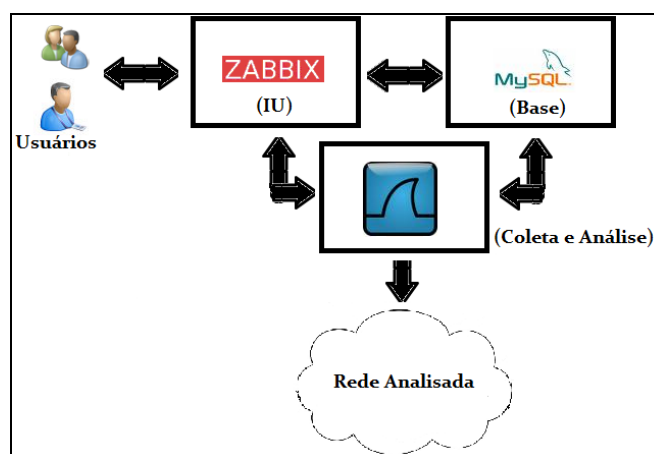 ZABBIX
(IU)
MySQL
(Base)
Usuários
(Coleta e Análise)
Rede Analisada